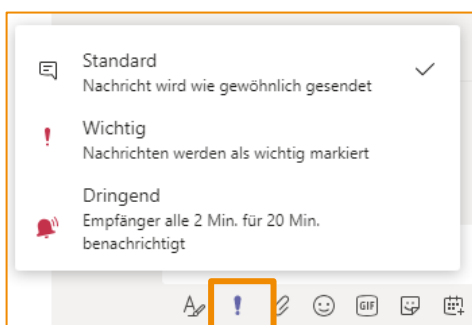 Standard
Nachricht wird wie gewöhnlich gesendet
Wichtig
Nachrichten werden als wichtig markiert
Dringend
Empfänger alle 2 Min. für 20 Min.
benachrichtigt
GIF